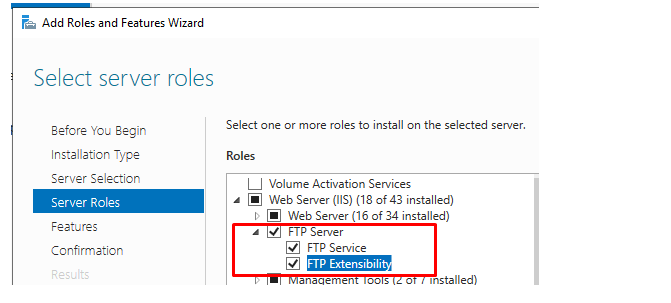 Add Roles and Features Wizard
Select server roles
Before You Begin
Installation Type
Server Selection
Server Roles
Features
Confirmation
Results
Select one or more roles to install on the selected server.
Roles
Volume Activation Services
Web Server (IIS) (18 of 43 installed)
Web Server (16 of 34 installed)
FTP Server
FTP Service
FTP Extensibility
Management Tools (2 of 7 installed)